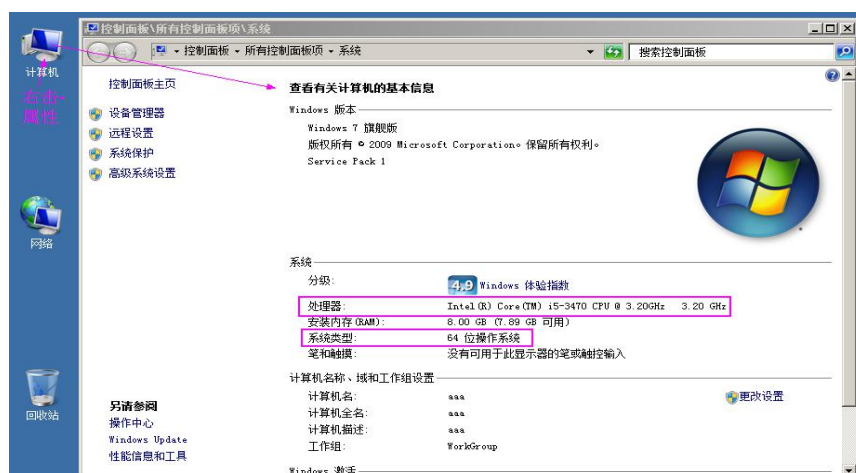 控制面板\所有控制面板项\系统
控制面板 所有控制面板项 系统
搜索控制面板
计算机
右击-
属性
网络
回收站
控制面板主页
设备管理器
远程设置
系统保护
高级系统设置
另请参阅
操作中心
Windows Update
性能信息和工具
查看有关计算机的基本信息
Windows 版本
Windows 7 旗舰版
版权所有 © 2009 Microsoft Corporation。保留所有权利。
Service Pack 1
系统
分级: 4.9 Windows 体验指数
处理器: Intel(R) Core(TM) i5-3470 CPU @ 3.20GHz 3.20 GHz
安装内存(RAM): 8.00 GB (7.89 GB 可用)
系统类型: 64 位操作系统
笔和触摸: 没有可用于此显示器的笔或触控输入
计算机名称、域和工作组设置
计算机名: aaa 更改设置
计算机全名: aaa
计算机描述: aaa
工作组: WorkGroup
Windows 激活